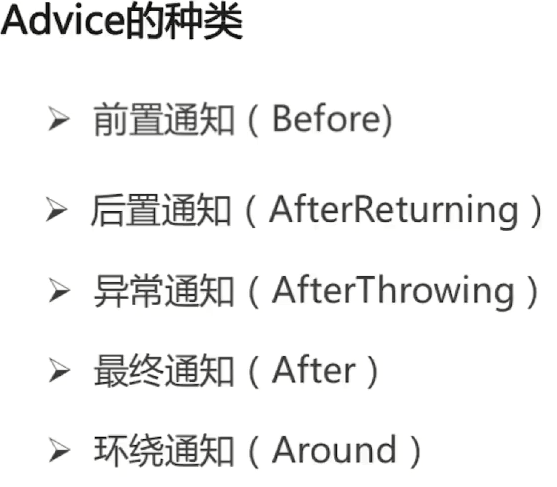 Advice的种类
➢ 前置通知（Before)
➢ 后置通知（AfterReturning）
➢ 异常通知（AfterThrowing）
➢ 最终通知（After）
➢ 环绕通知（Around）